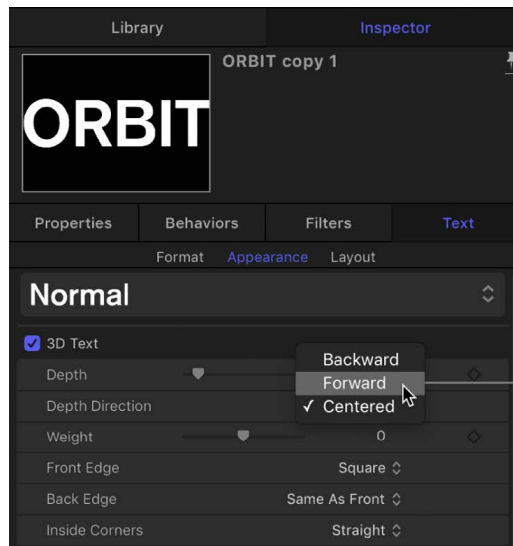 Library Inspector
ORBIT copy 1
ORBIT
Properties Behaviors Filters Text
Format Appearance Layout
Normal
3D Text
Backward
Depth
Forward
Depth Direction ✓ Centered
Weight 0
Front Edge Square
Back Edge Same As Front
Inside Corners Straight